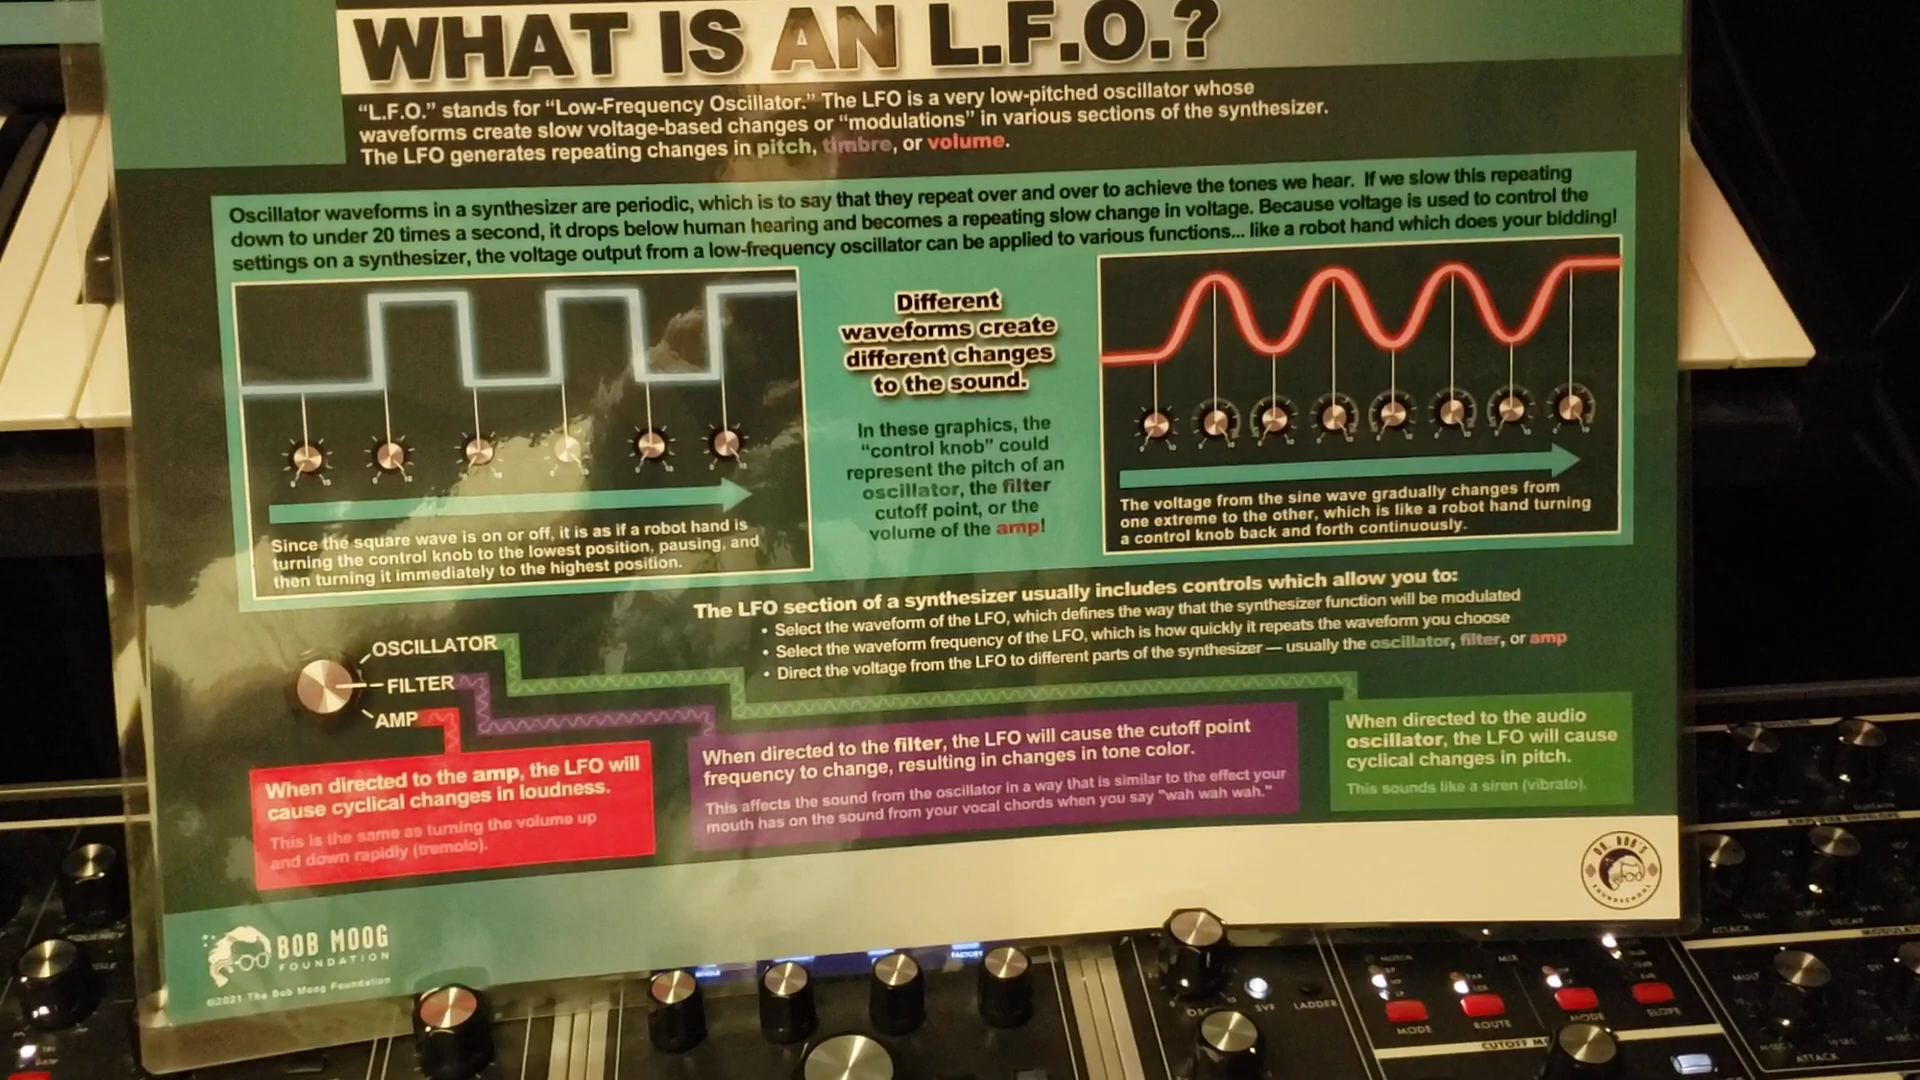 WHAT IS AN L.F.O.?
“L.F.O.” stands for “Low-Frequency Oscillator.” The LFO is a very low-pitched oscillator whose
waveforms create slow voltage-based changes or “modulations” in various sections of the synthesizer.
The LFO generates repeating changes in pitch, timbre, or volume.
Oscillator waveforms in a synthesizer are periodic, which is to say that they repeat over and over to achieve the tones we hear. If we slow this repeating
down to under 20 times a second, it drops below human hearing and becomes a repeating slow change in voltage. Because voltage is used to control the
settings on a synthesizer, the voltage output from a low-frequency oscillator can be applied to various functions... like a robot hand which does your bidding!
Since the square wave is on or off, it is as if a robot hand is
turning the control knob to the lowest position, pausing, and
then turning it immediately to the highest position.
Different
waveforms create
different changes
to the sound.
In these graphics, the
“control knob” could
represent the pitch of an
oscillator, the filter
cutoff point, or the
volume of the amp!
The voltage from the sine wave gradually changes from
one extreme to the other, which is like a robot hand turning
a control knob back and forth continuously.
The LFO section of a synthesizer usually includes controls which allow you to:
• Select the waveform of the LFO, which defines the way that the synthesizer function will be modulated
• Select the waveform frequency of the LFO, which is how quickly it repeats the waveform you choose
• Direct the voltage from the LFO to different parts of the synthesizer — usually the oscillator, filter, or amp
OSCILLATOR
FILTER
AMP
When directed to the amp, the LFO will
cause cyclical changes in loudness.
This is the same as turning the volume up
and down rapidly (tremolo).
When directed to the filter, the LFO will cause the cutoff point
frequency to change, resulting in changes in tone color.
This affects the sound from the oscillator in a way that is similar to the effect your
mouth has on the sound from your vocal chords when you say "wah wah wah."
When directed to the audio
oscillator, the LFO will cause
cyclical changes in pitch.
This sounds like a siren (vibrato).
DR. BOB'S
SOUNDSCHOOL
BOB MOOG
FOUNDATION
©2021 The Bob Moog Foundation
SVF
LADDER
MODE
ROUTE
MODE
SLOPE
ATTACK
DECAY
ATTACK